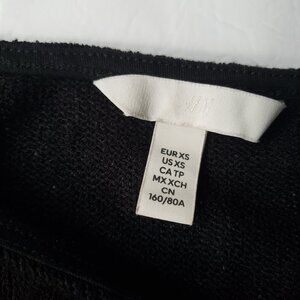 EUR XS
US XS
CA TP
MX XCH
CN
160/80A